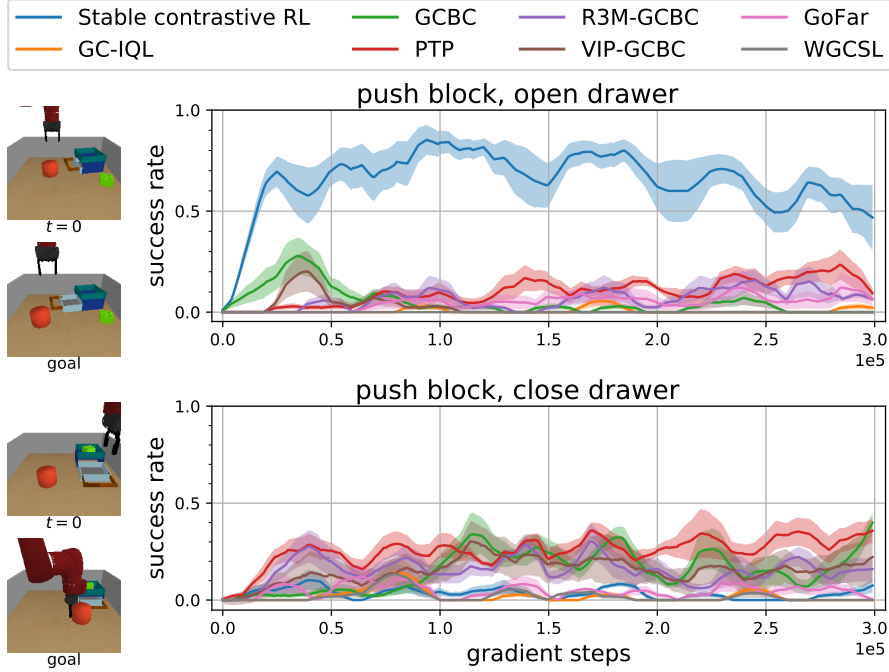 Stable contrastive RL GCBC R3M-GCBC GoFar
GC-IQL PTP VIP-GCBC WGCSL
push block, open drawer
1.0
0.5
0.0
success rate
t = 0
goal
0.0 0.5 1.0 1.5 2.0 2.5 3.0
1e5
push block, close drawer
1.0
0.5
0.0
success rate
t = 0
goal
0.0 0.5 1.0 1.5 2.0 2.5 3.0
1e5
gradient steps